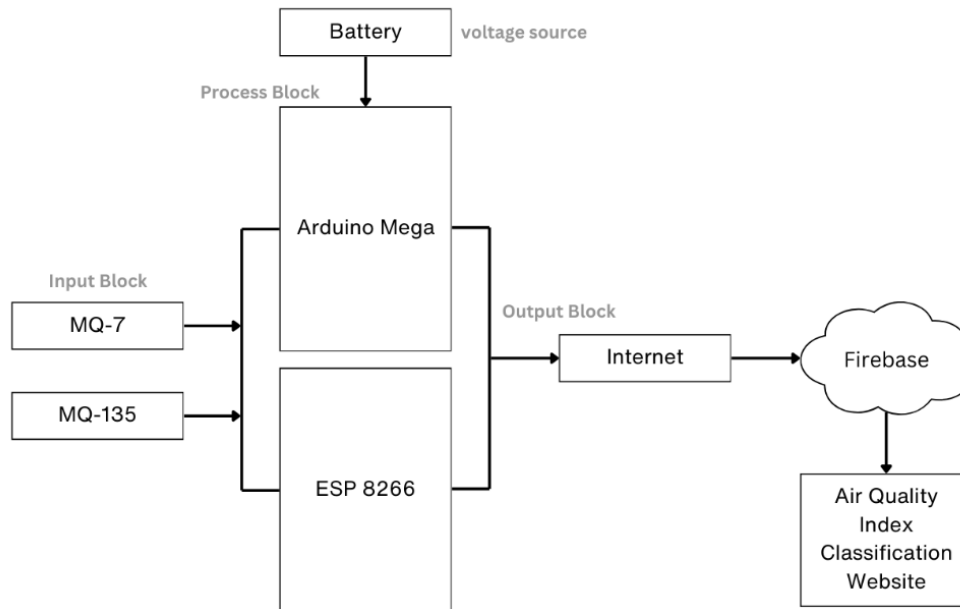 Battery
voltage source
Process Block
Arduino Mega
Input Block
MQ-7
MQ-135
ESP 8266
Output Block
Internet
Firebase
Air Quality
Index
Classification
Website